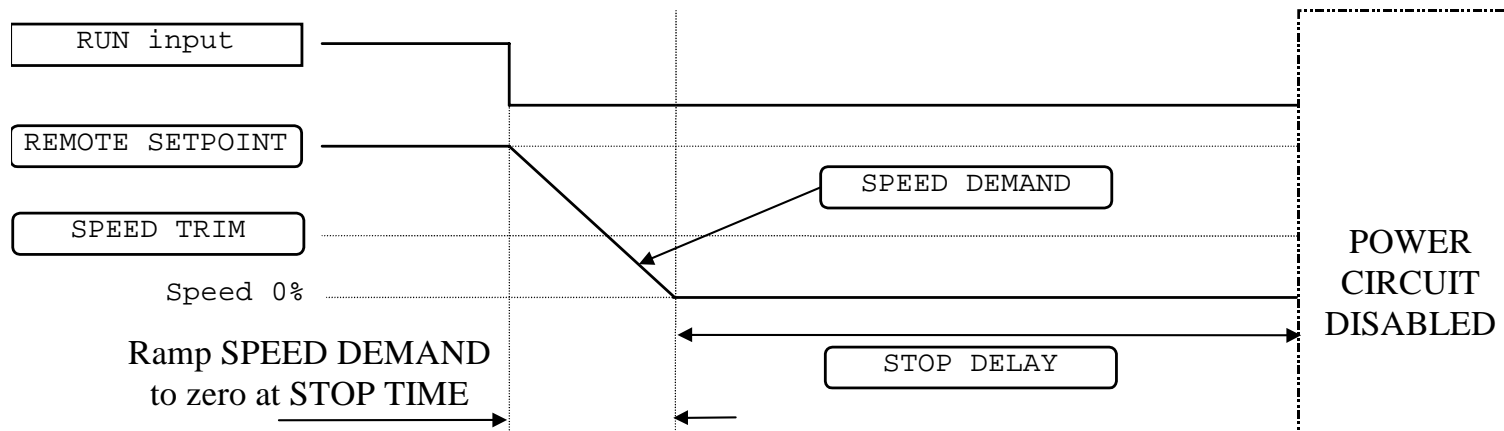 RUN input
REMOTE SETPOINT
SPEED DEMAND
SPEED TRIM
POWER
CIRCUIT
DISABLED
Speed 0%
Ramp SPEED DEMAND
to zero at STOP TIME
STOP DELAY